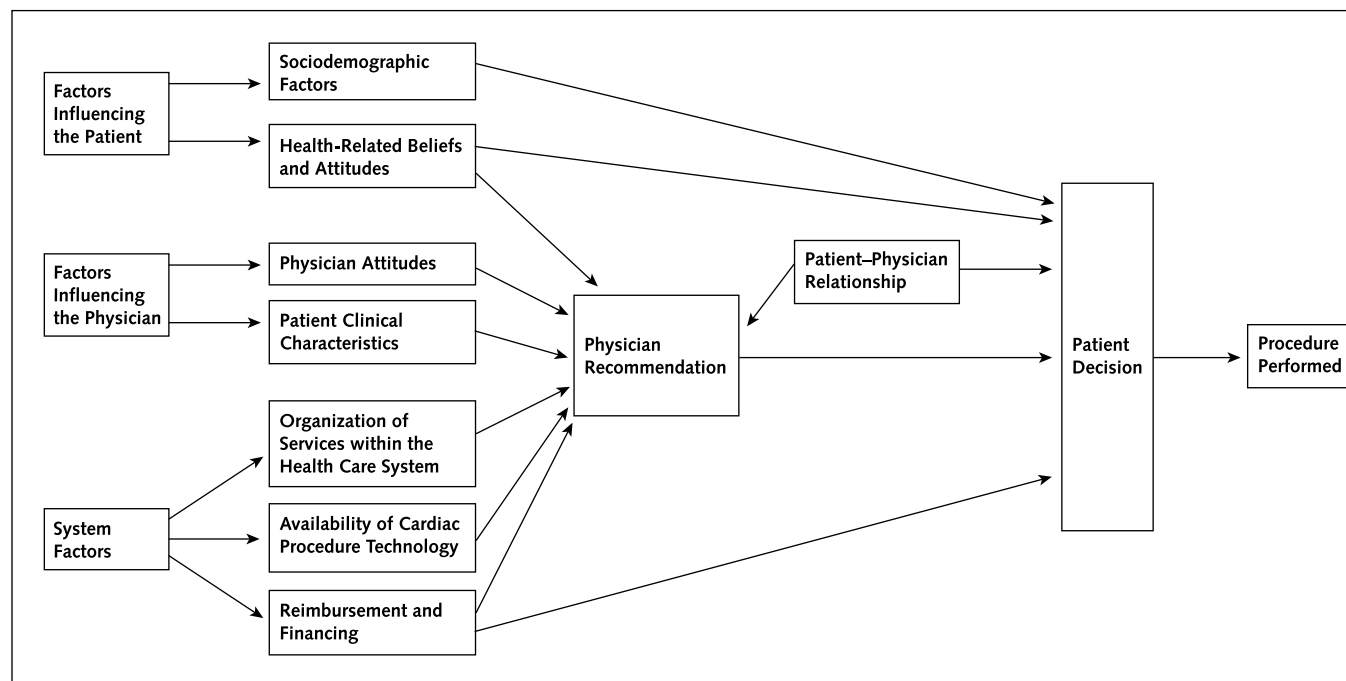 Factors
Influencing
the Patient
Sociodemographic
Factors
Health-Related Beliefs
and Attitudes
Factors
Influencing
the Physician
Physician Attitudes
Patient Clinical
Characteristics
System
Factors
Organization of
Services within the
Health Care System
Availability of Cardiac
Procedure Technology
Reimbursement and
Financing
Physician
Recommendation
Patient–Physician
Relationship
Patient
Decision
Procedure
Performed